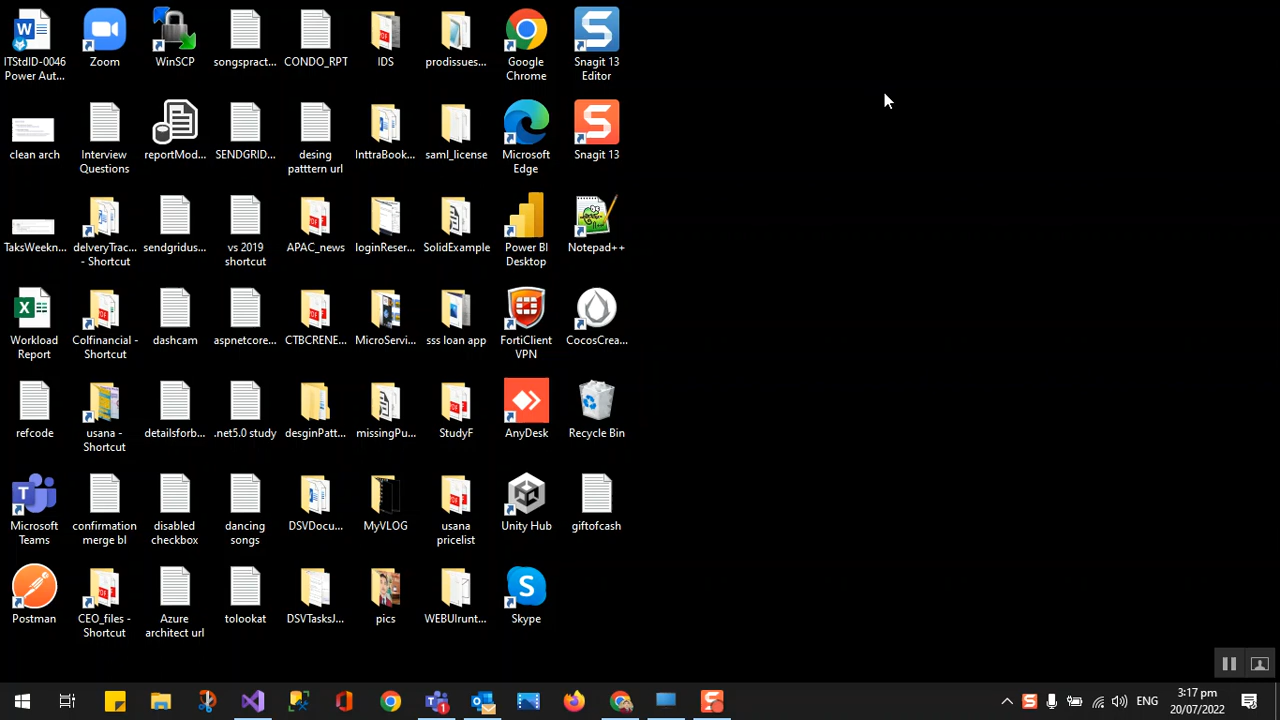 ITStdID-0046
Power Aut...
Zoom
WinSCP
songspract...
CONDO_RPT
IDS
prodissues...
Google
Chrome
Snagit 13
Editor
clean arch
Interview
Questions
reportMod...
SENDGRID...
desing
patttern url
InttraBook...
saml_license
Microsoft
Edge
Snagit 13
TaksWeekn...
delveryTrac...
- Shortcut
sendgridus...
vs 2019
shortcut
APAC_news
loginReser...
SolidExample
Power BI
Desktop
Notepad++
Workload
Report
Colfinancial -
Shortcut
dashcam
aspnetcore...
CTBCRENE...
MicroServi...
sss loan app
FortiClient
VPN
CocosCrea...
refcode
usana -
Shortcut
detailsforb...
.net5.0 study
desginPatt...
missingPu...
StudyF
AnyDesk
Recycle Bin
Microsoft
Teams
confirmation
merge bl
disabled
checkbox
dancing
songs
DSVDocu...
MyVLOG
usana
pricelist
Unity Hub
giftofcash
Postman
CEO_files -
Shortcut
Azure
architect url
tolookat
DSVTasksJ...
pics
WEBUIrunt...
Skype
ENG
3:17 pm
20/07/2022